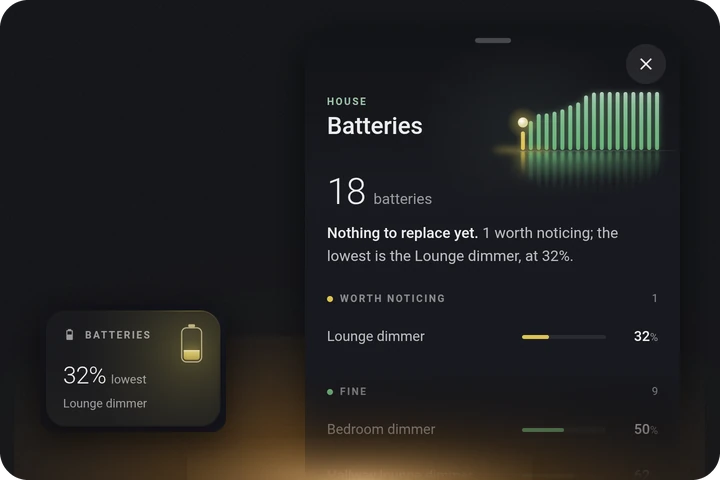 HOUSE
Batteries
18 batteries
Nothing to replace yet. 1 worth noticing; the
lowest is the Lounge dimmer, at 32%.
WORTH NOTICING 1
Lounge dimmer 32%
FINE 9
Bedroom dimmer 50%
BATTERIES
32% lowest
Lounge dimmer